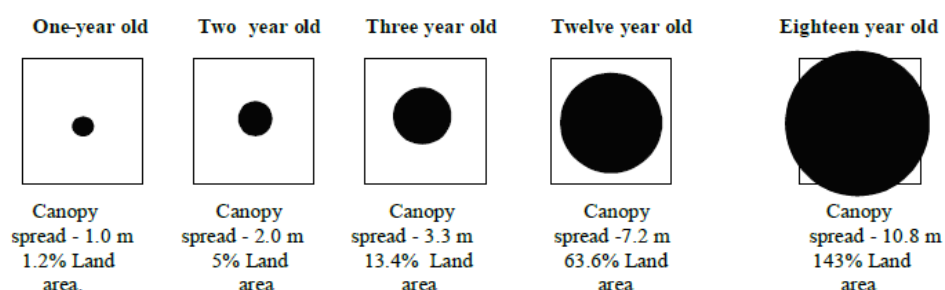 One-year old
Two year old
Three year old
Twelve year old
Eighteen year old
Canopy
spread - 1.0 m
1.2% Land
area.
Canopy
spread - 2.0 m
5% Land
area
Canopy
spread - 3.3 m
13.4% Land
area
Canopy
spread -7.2 m
63.6% Land
area
Canopy
spread - 10.8 m
143% Land
area